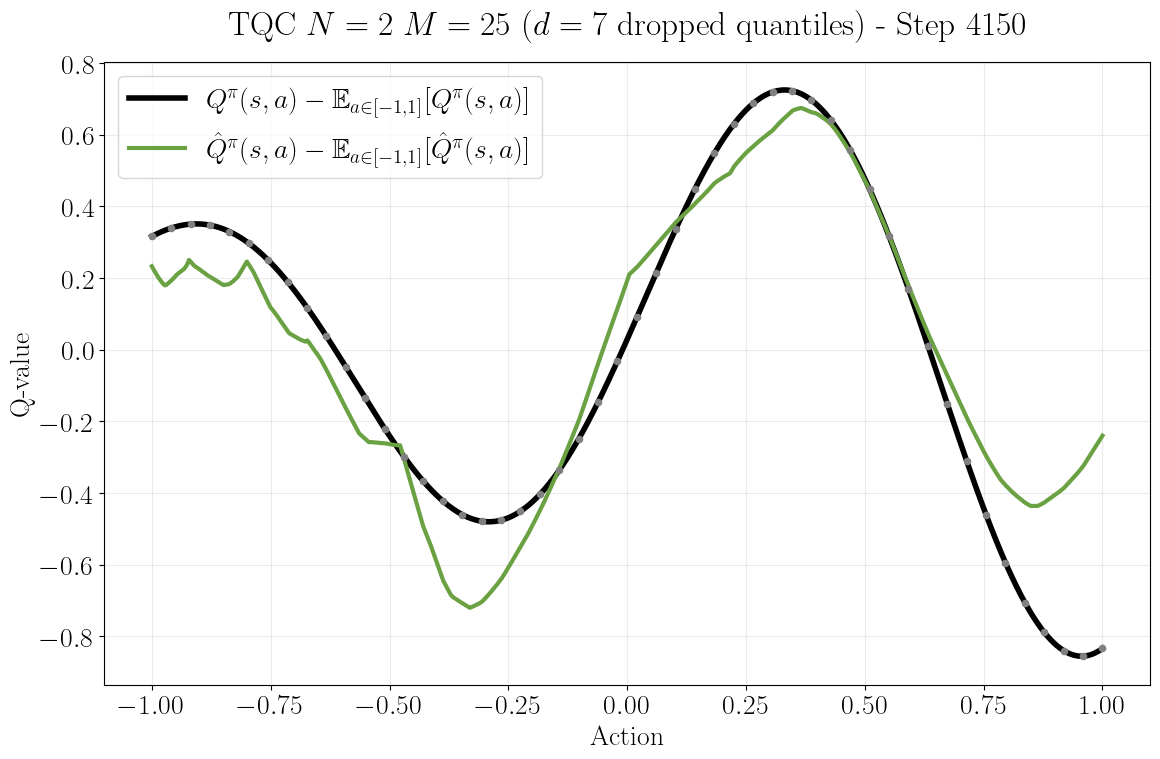 TQC N = 2 M = 25 (d = 7 dropped quantiles) - Step 4150
Q^π(s, a) − 𝔼_{a∈[−1,1]}[Q^π(s, a)]
Q̂^π(s, a) − 𝔼_{a∈[−1,1]}[Q̂^π(s, a)]
0.8
0.6
0.4
0.2
0.0
−0.2
−0.4
−0.6
−0.8
Q-value
−1.00 −0.75 −0.50 −0.25 0.00 0.25 0.50 0.75 1.00
Action